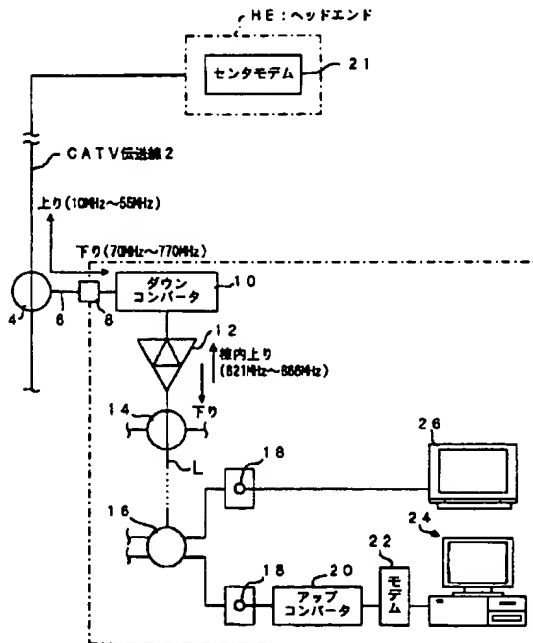 HE:ヘッドエンド
センタモデム
21
CATV伝送線2
上り(10MHz~55MHz)
下り(70MHz~770MHz)
4
6
8
ダウン
コンバータ
10
12
棟内上り
(821MHz~866MHz)
下り
14
L
16
18
26
24
22
18
20
アップ
コンバータ
モデム